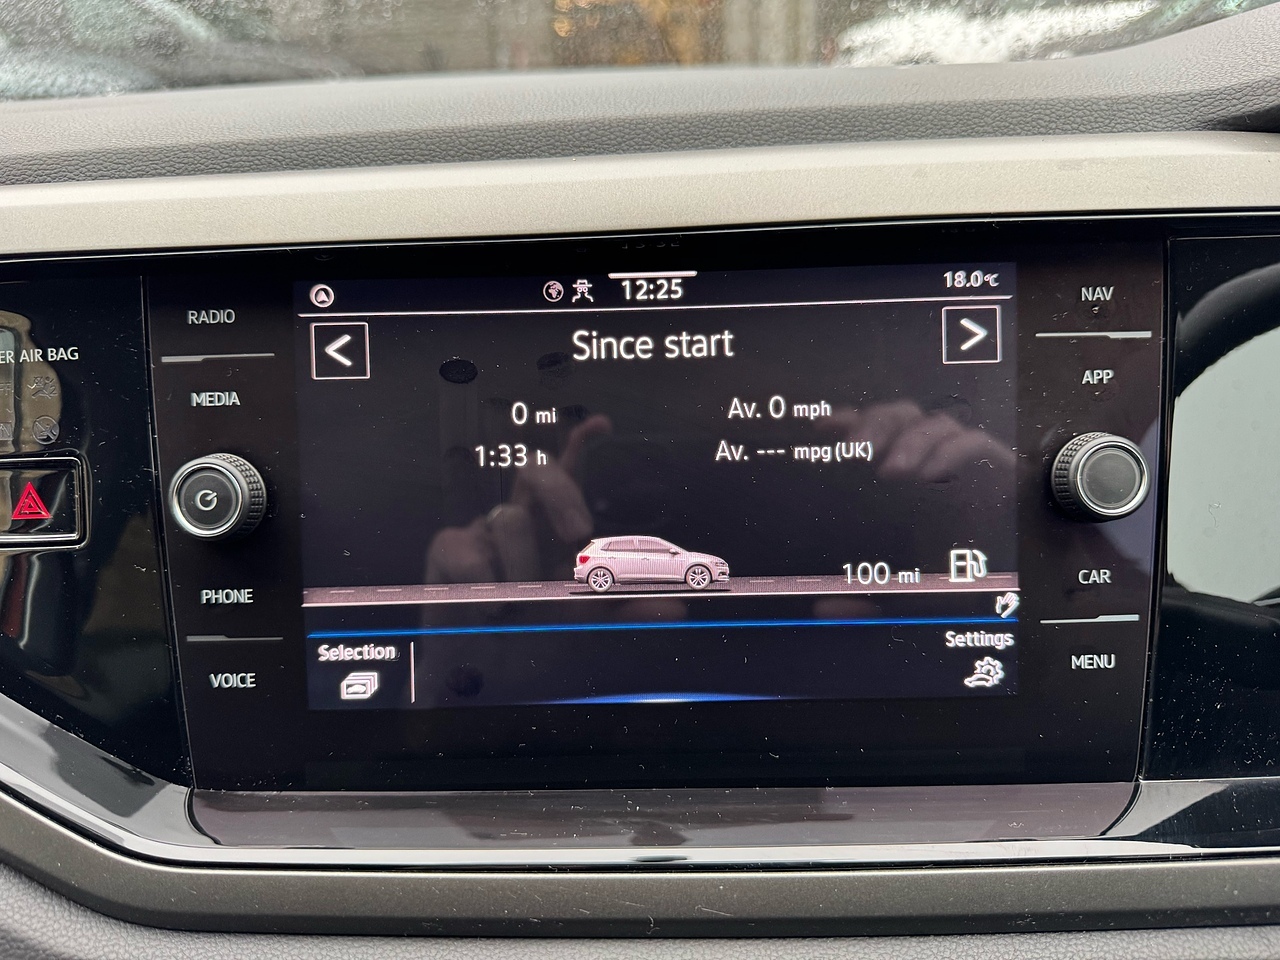 12:25
18.0°C
RADIO
MEDIA
PHONE
VOICE
ER AIR BAG
Since start
0 mi
Av. 0 mph
1:33 h
Av. --- mpg (UK)
100 mi
Selection
Settings
NAV
APP
CAR
MENU